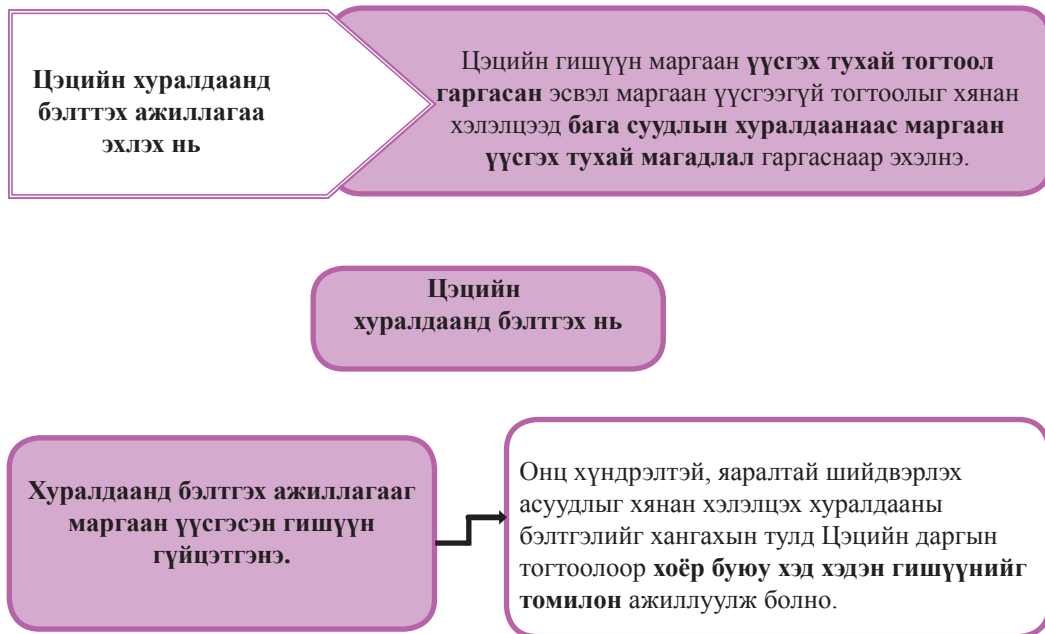 Цэцийн хуралдаанд
бэлттэх ажиллагаа
эхлэх нь
Цэцийн гишүүн маргаан үүсгэх тухай тогтоол
гаргасан эсвэл маргаан үүсгээгүй тогтоолыг хянан
хэлэлцээд бага суудлын хуралдаанаас маргаан
үүсгэх тухай магадлал гаргаснаар эхэлнэ.
Цэцийн
хуралдаанд бэлтгэх нь
Хуралдаанд бэлтгэх ажиллагааг
маргаан үүсгэсэн гишүүн
гүйцэтгэнэ.
Онц хүндрэлтэй, яаралтай шийдвэрлэх
асуудлыг хянан хэлэлцэх хуралдааны
бэлтгэлийг хангахын тулд Цэцийн даргын
тогтоолоор хоёр буюу хэд хэдэн гишүүнийг
томилон ажиллуулж болно.